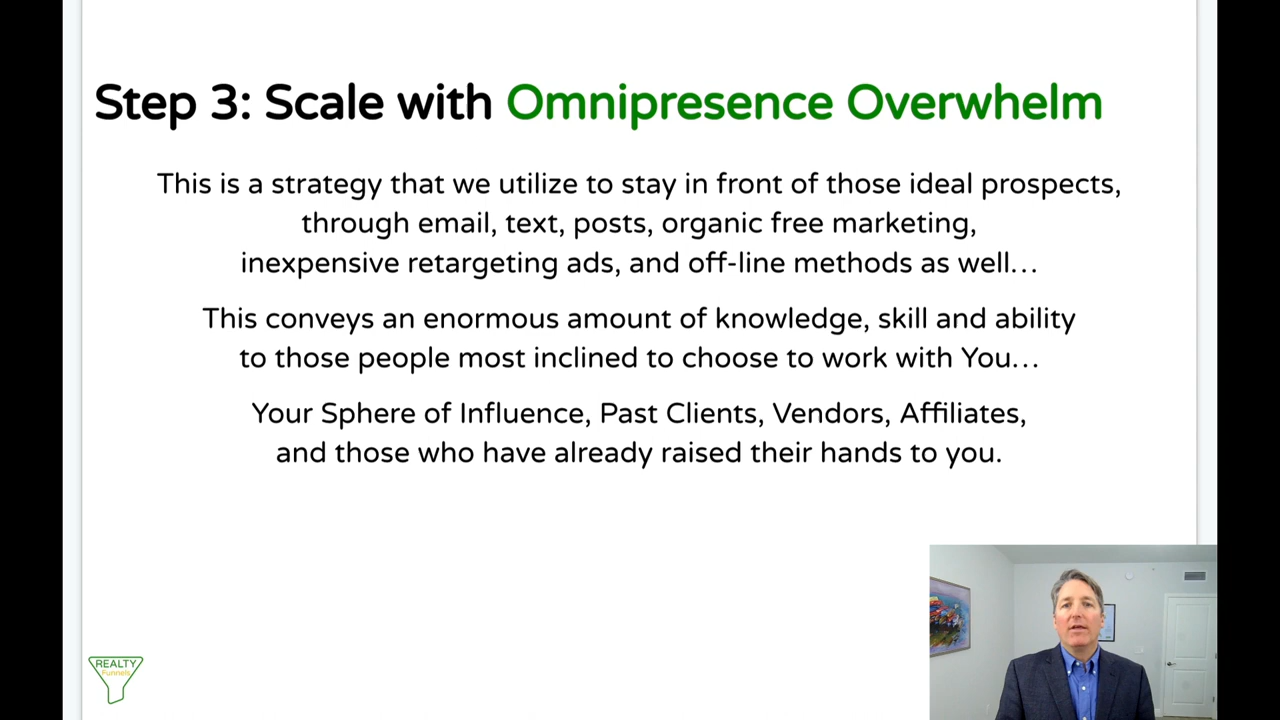 Step 3: Scale with Omnipresence Overwhelm
This is a strategy that we utilize to stay in front of those ideal prospects,
through email, text, posts, organic free marketing,
inexpensive retargeting ads, and off-line methods as well…
This conveys an enormous amount of knowledge, skill and ability
to those people most inclined to choose to work with You…
Your Sphere of Influence, Past Clients, Vendors, Affiliates,
and those who have already raised their hands to you.
REALTY
Funnels